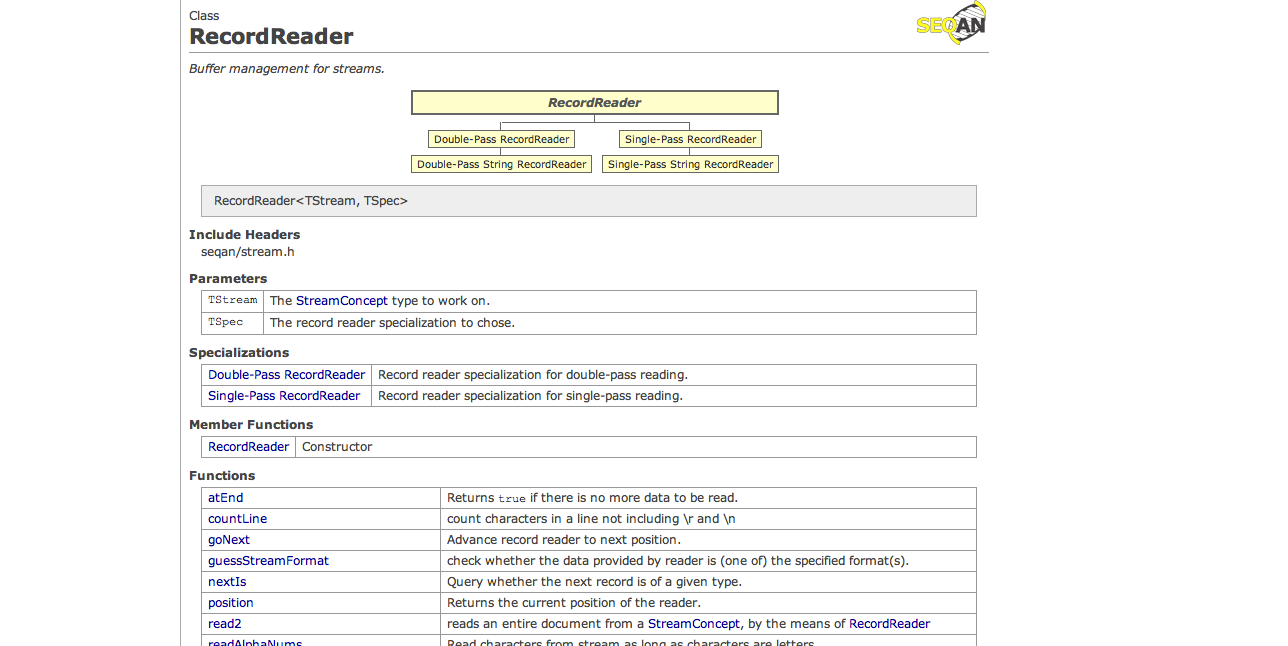 Class
RecordReader
SEQAN
Buffer management for streams.
RecordReader
Double-Pass RecordReader Single-Pass RecordReader
Double-Pass String RecordReader Single-Pass String RecordReader
RecordReader<TStream, TSpec>
Include Headers
seqan/stream.h
Parameters
TStream The StreamConcept type to work on.
TSpec The record reader specialization to chose.
Specializations
Double-Pass RecordReader Record reader specialization for double-pass reading.
Single-Pass RecordReader Record reader specialization for single-pass reading.
Member Functions
RecordReader Constructor
Functions
atEnd Returns true if there is no more data to be read.
countLine count characters in a line not including \r and \n
goNext Advance record reader to next position.
guessStreamFormat check whether the data provided by reader is (one of) the specified format(s).
nextIs Query whether the next record is of a given type.
position Returns the current position of the reader.
read2 reads an entire document from a StreamConcept, by the means of RecordReader
readAlphaNums Read characters from stream as long as characters are letters.